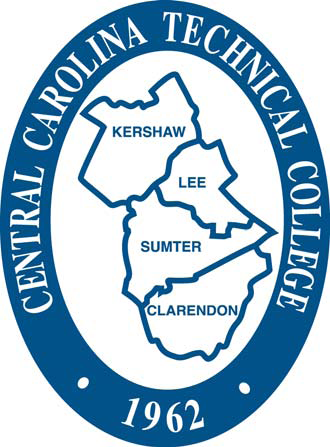 CENTRAL CAROLINA TECHNICAL COLLEGE
KERSHAW
LEE
SUMTER
CLARENDON
• 1962 •